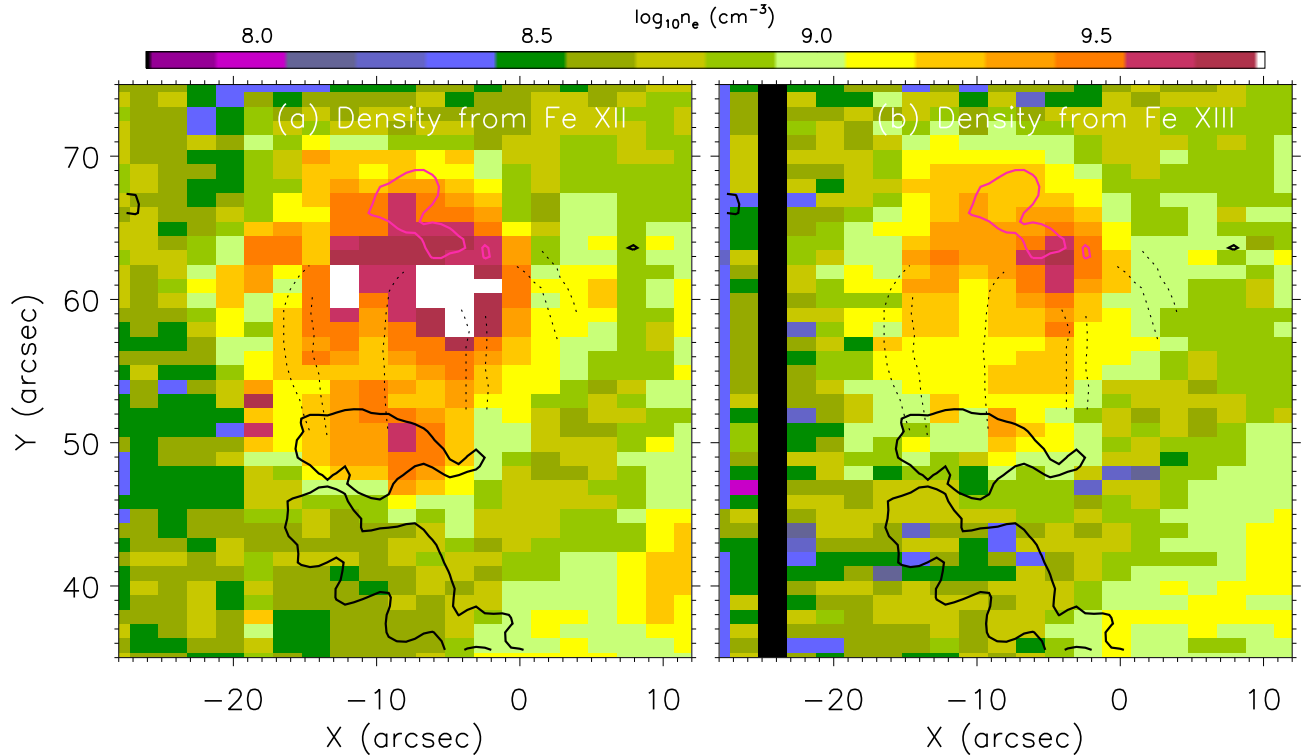 log₁₀nₑ (cm⁻³)
8.0 8.5 9.0 9.5
(a) Density from Fe XII
(b) Density from Fe XIII
70
60
50
40
Y (arcsec)
−20 −10 0 10
−20 −10 0 10
X (arcsec)
X (arcsec)